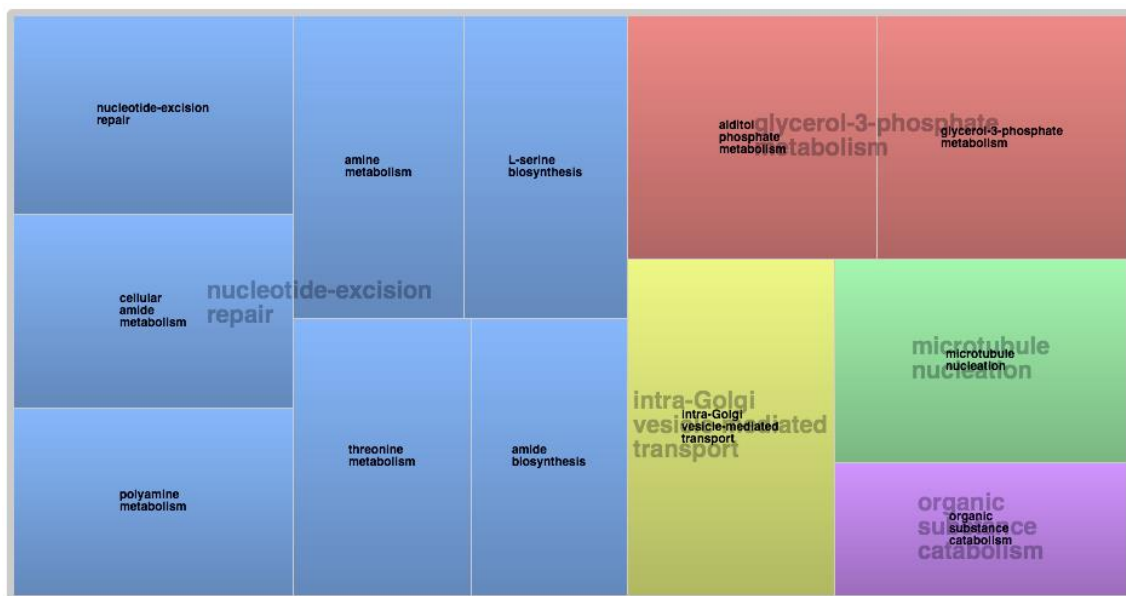 nucleotide-excision
repair
cellular
amide
metabolism
polyamine
metabolism
amine
metabolism
L-serine
biosynthesis
nucleotide-excision
repair
threonine
metabolism
amide
biosynthesis
alditol
phosphate
metabolism
glycerol-3-phosphate
metabolism
glycerol-3-phosphate
metabolism
intra-Golgi
vesicle-mediated
transport
intra-Golgi
vesicle-mediated
transport
microtubule
nucleation
microtubule
nucleation
organic
substance
catabolism
organic
substance
catabolism